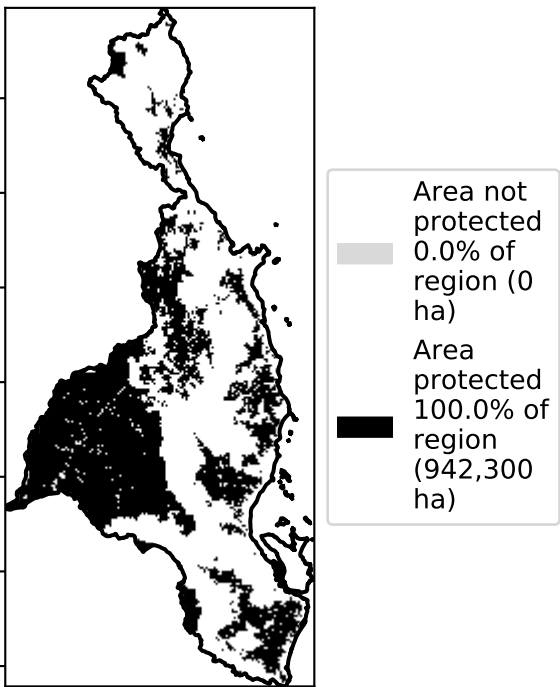 Area not
protected
0.0% of
region (0
ha)
Area
protected
100.0% of
region
(942,300
ha)